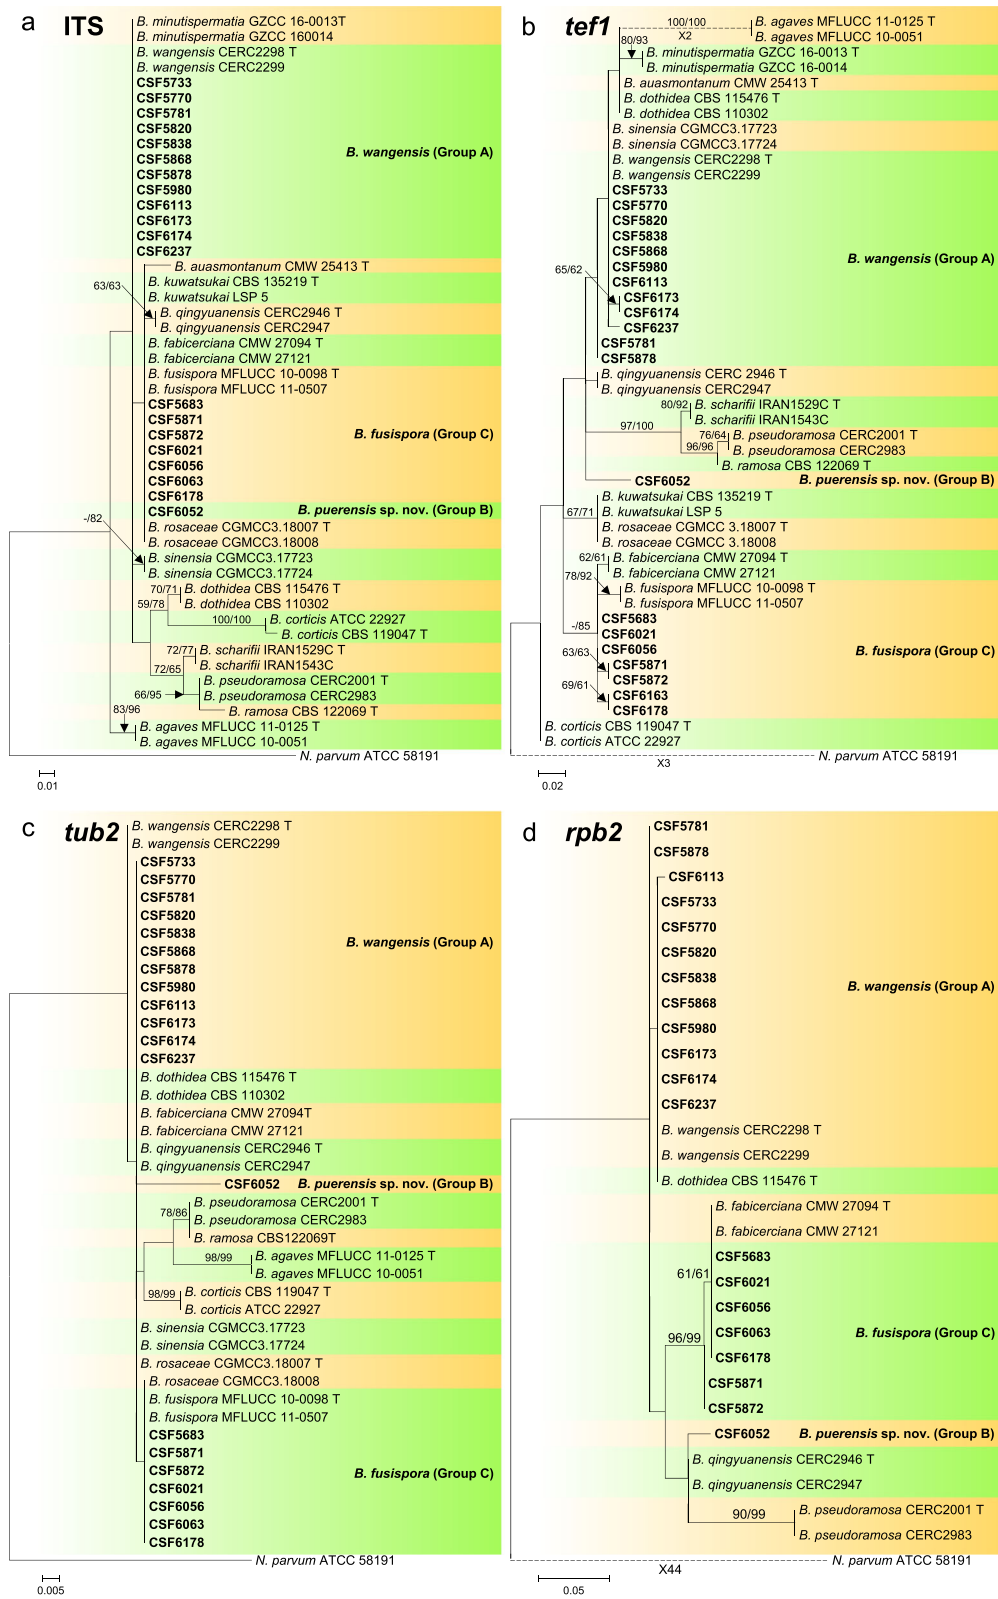 a ITS
B. minutispermatia GZCC 16-0013T
B. minutispermatia GZCC 160014
B. wangensis CERC2298 T
B. wangensis CERC2299
CSF5733
CSF5770
CSF5781
CSF5820
CSF5838
CSF5868
CSF5878
CSF5980
CSF6113
CSF6173
CSF6174
CSF6237
B. wangensis (Group A)
B. auasmontanum CMW 25413 T
B. kuwatsukai CBS 135219 T
63/63
B. kuwatsukai LSP 5
B. qingyuanensis CERC2946 T
B. qingyuanensis CERC2947
B. fabicerciana CMW 27094 T
B. fabicerciana CMW 27121
B. fusispora MFLUCC 10-0098 T
B. fusispora MFLUCC 11-0507
CSF5683
CSF5871
CSF5872
CSF6021
CSF6056
CSF6063
CSF6178
B. fusispora (Group C)
CSF6052 B. puerensis sp. nov. (Group B)
-/82
B. rosaceae CGMCC3.18007 T
B. rosaceae CGMCC3.18008
B. sinensia CGMCC3.17723
B. sinensia CGMCC3.17724
70/71
B. dothidea CBS 115476 T
59/78
B. dothidea CBS 110302
100/100
B. corticis ATCC 22927
B. corticis CBS 119047 T
72/77
B. scharifii IRAN1529C T
72/65
B. scharifii IRAN1543C
B. pseudoramosa CERC2001 T
66/95
B. pseudoramosa CERC2983
83/96
B. ramosa CBS 122069 T
B. agaves MFLUCC 11-0125 T
B. agaves MFLUCC 10-0051
N. parvum ATCC 58191
0.01
b tef1
100/100
X2
B. agaves MFLUCC 11-0125 T
B. agaves MFLUCC 10-0051
80/93
B. minutispermatia GZCC 16-0013 T
B. minutispermatia GZCC 16-0014
B. auasmontanum CMW 25413 T
B. dothidea CBS 115476 T
B. dothidea CBS 110302
B. sinensia CGMCC3.17723
B. sinensia CGMCC3.17724
B. wangensis CERC2298 T
B. wangensis CERC2299
CSF5733
CSF5770
CSF5820
CSF5838
CSF5868
CSF5980
CSF6113
65/62
CSF6173
CSF6174
CSF6237
CSF5781
CSF5878
B. wangensis (Group A)
B. qingyuanensis CERC 2946 T
B. qingyuanensis CERC2947
80/92
B. scharifii IRAN1529C T
B. scharifii IRAN1543C
97/100
76/64
B. pseudoramosa CERC2001 T
96/96
B. pseudoramosa CERC2983
B. ramosa CBS 122069 T
CSF6052 B. puerensis sp. nov. (Group B)
B. kuwatsukai CBS 135219 T
67/71
B. kuwatsukai LSP 5
B. rosaceae CGMCC 3.18007 T
B. rosaceae CGMCC 3.18008
62/61
B. fabicerciana CMW 27094 T
B. fabicerciana CMW 27121
78/92
B. fusispora MFLUCC 10-0098 T
B. fusispora MFLUCC 11-0507
-/85
CSF5683
CSF6021
CSF6056
63/63
CSF5871
CSF5872
69/61
CSF6163
CSF6178
B. fusispora (Group C)
B. corticis CBS 119047 T
B. corticis ATCC 22927
X3
N. parvum ATCC 58191
0.02
c tub2
B. wangensis CERC2298 T
B. wangensis CERC2299
CSF5733
CSF5770
CSF5781
CSF5820
CSF5838
CSF5868
CSF5878
CSF5980
CSF6113
CSF6173
CSF6174
CSF6237
B. wangensis (Group A)
B. dothidea CBS 115476 T
B. dothidea CBS 110302
B. fabicerciana CMW 27094T
B. fabicerciana CMW 27121
B. qingyuanensis CERC2946 T
B. qingyuanensis CERC2947
CSF6052 B. puerensis sp. nov. (Group B)
B. pseudoramosa CERC2001 T
78/86
B. pseudoramosa CERC2983
B. ramosa CBS122069T
98/99
B. agaves MFLUCC 11-0125 T
B. agaves MFLUCC 10-0051
98/99
B. corticis CBS 119047 T
B. corticis ATCC 22927
B. sinensia CGMCC3.17723
B. sinensia CGMCC3.17724
B. rosaceae CGMCC3.18007 T
B. rosaceae CGMCC3.18008
B. fusispora MFLUCC 10-0098 T
B. fusispora MFLUCC 11-0507
CSF5683
CSF5871
CSF5872
CSF6021
CSF6056
CSF6063
CSF6178
B. fusispora (Group C)
N. parvum ATCC 58191
0.005
d rpb2
CSF5781
CSF5878
CSF6113
CSF5733
CSF5770
CSF5820
CSF5838
CSF5868
CSF5980
CSF6173
CSF6174
CSF6237
B. wangensis (Group A)
B. wangensis CERC2298 T
B. wangensis CERC2299
B. dothidea CBS 115476 T
B. fabicerciana CMW 27094 T
B. fabicerciana CMW 27121
61/61
CSF5683
CSF6021
CSF6056
CSF6063
CSF6178
96/99
CSF5871
CSF5872
B. fusispora (Group C)
CSF6052 B. puerensis sp. nov. (Group B)
B. qingyuanensis CERC2946 T
B. qingyuanensis CERC2947
90/99
B. pseudoramosa CERC2001 T
B. pseudoramosa CERC2983
X44
N. parvum ATCC 58191
0.05